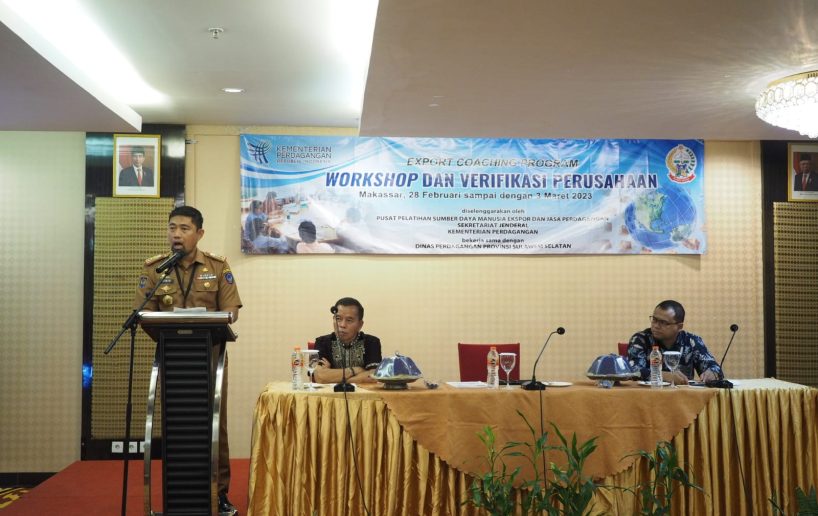 KEMENTERIAN
PERDAGANGAN
REPUBLIK INDONESIA
EXPORT COACHING PROGRAM
WORKSHOP DAN VERIFIKASI PERUSAHAAN
Makassar, 28 Februari sampai dengan 3 Maret 2023
diselenggarakan oleh
PUSAT PELATIHAN SUMBER DAYA MANUSIA EKSPOR DAN JASA PERDAGANGAN
SEKRETARIAT JENDERAL
KEMENTERIAN PERDAGANGAN
bekerja sama dengan
DINAS PERDAGANGAN PROVINSI SULAWESI SELATAN